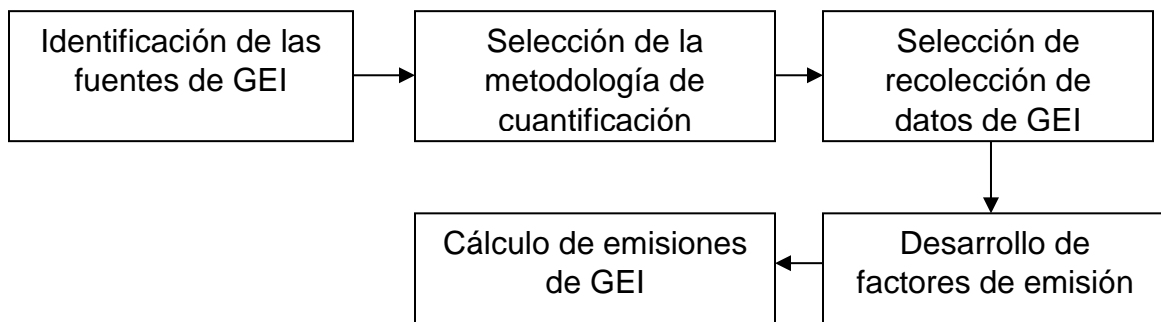 Identificación de las
fuentes de GEI
Selección de la
metodología de
cuantificación
Selección de
recolección de
datos de GEI
Desarrollo de
factores de emisión
Cálculo de emisiones
de GEI